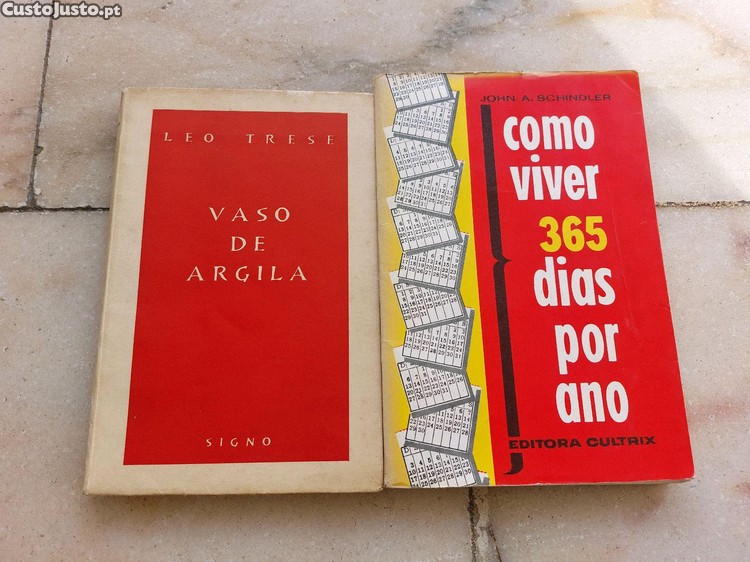 CustoJusto.pt
LEO TRESE
VASO
DE
ARGILA
SIGNO
JOHN A. SCHINDLER
como
viver
365
dias
por
ano
EDITORA CULTRIX